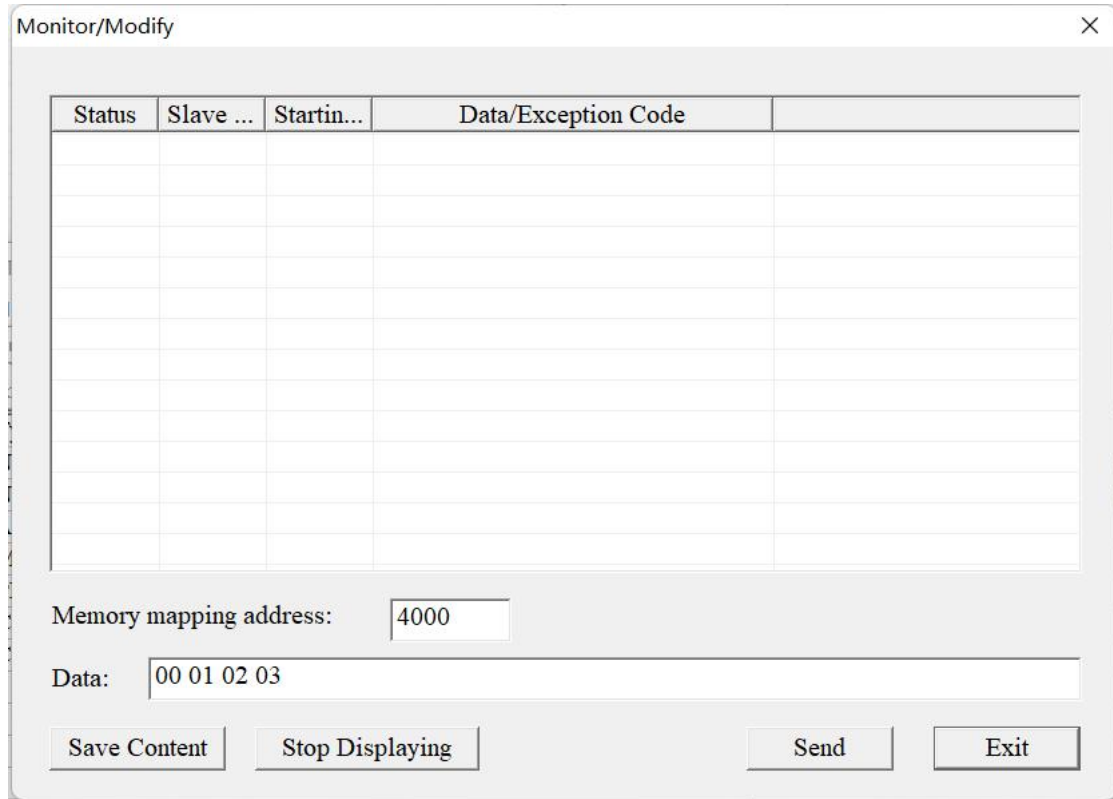 Monitor/Modify
Status Slave ... Startin... Data/Exception Code
Memory mapping address: 4000
Data: 00 01 02 03
Save Content Stop Displaying Send Exit